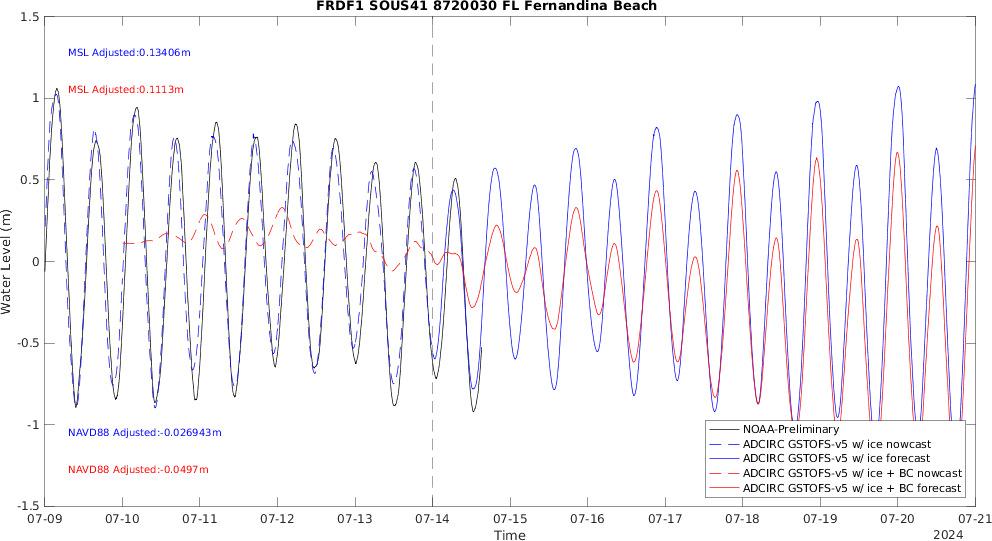 FRDF1 SOUS41 8720030 FL Fernandina Beach
1.5
MSL Adjusted:0.13406m
MSL Adjusted:0.1113m
1
0.5
Water Level (m)
0
-0.5
-1
NAVD88 Adjusted:-0.026943m
NAVD88 Adjusted:-0.0497m
-1.5
NOAA-Preliminary
ADCIRC GSTOFS-v5 w/ ice nowcast
ADCIRC GSTOFS-v5 w/ ice forecast
ADCIRC GSTOFS-v5 w/ ice + BC nowcast
ADCIRC GSTOFS-v5 w/ ice + BC forecast
07-09 07-10 07-11 07-12 07-13 07-14 07-15 07-16 07-17 07-18 07-19 07-20 07-21
Time
2024